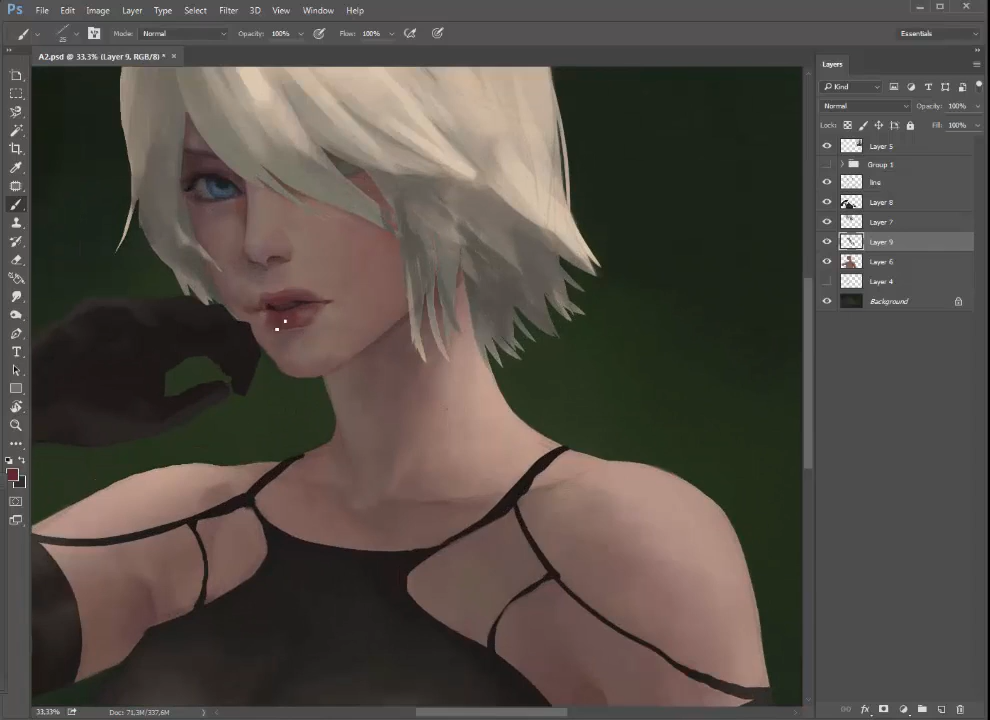 Ps File Edit Image Layer Type Select Filter 3D View Window Help
25 Mode: Normal Opacity: 100% Flow: 100% Essentials
A2.psd @ 33,3% (Layer 9, RGB/8) * ×
Layers
Kind
Normal Opacity: 100%
Lock: Fill: 100%
Layer 5
Group 1
line
Layer 8
Layer 7
Layer 9
Layer 6
Layer 4
Background
33,33% Doc: 71,3M/337,6M
fx